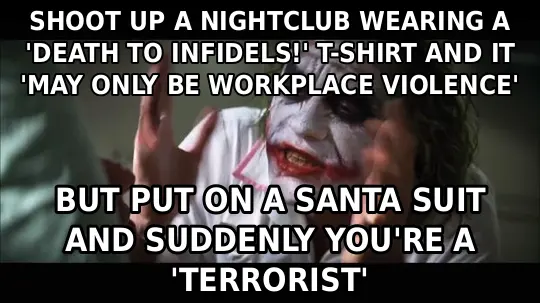 SHOOT UP A NIGHTCLUB WEARING A
'DEATH TO INFIDELS!' T-SHIRT AND IT
'MAY ONLY BE WORKPLACE VIOLENCE'
BUT PUT ON A SANTA SUIT
AND SUDDENLY YOU'RE A
'TERRORIST'